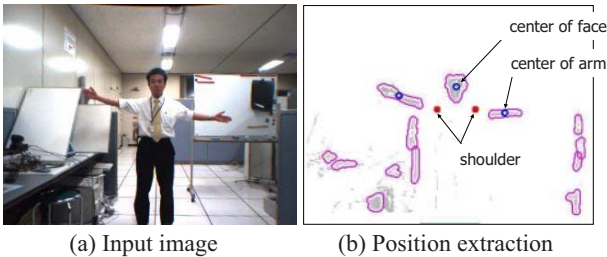 center of face
center of arm
shoulder
(a) Input image
(b) Position extraction